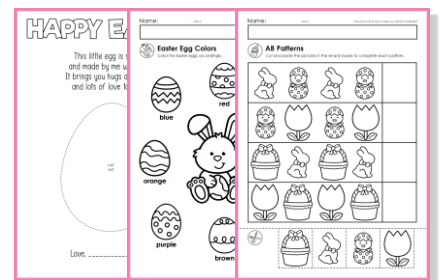 HAPPY EA
This little egg is s
and made by me w
It brings you hugs a
and lots of love to
Love,
Name:
Easter Egg Colors
Color the Easter eggs accordingly.
red
blue
orange
purple
brown
Name:
AB Patterns
Cut and paste the pictures in the empty boxes to complete each pattern.